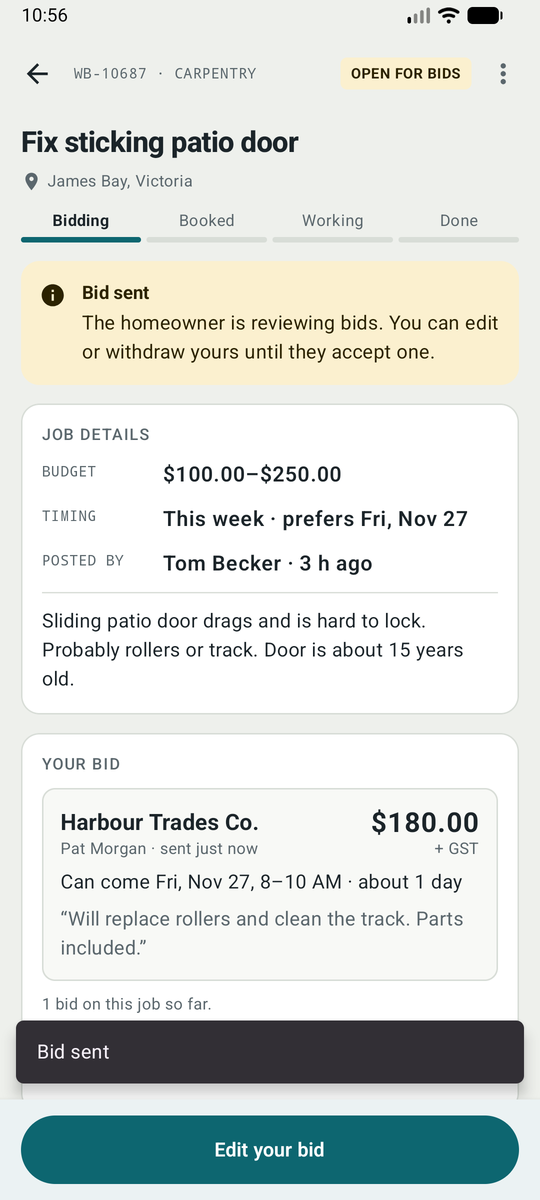 10:56
WB-10687 · CARPENTRY
OPEN FOR BIDS
Fix sticking patio door
James Bay, Victoria
Bidding
Booked
Working
Done
Bid sent
The homeowner is reviewing bids. You can edit
or withdraw yours until they accept one.
JOB DETAILS
BUDGET
$100.00–$250.00
TIMING
This week · prefers Fri, Nov 27
POSTED BY
Tom Becker · 3 h ago
Sliding patio door drags and is hard to lock.
Probably rollers or track. Door is about 15 years
old.
YOUR BID
Harbour Trades Co.
$180.00
Pat Morgan · sent just now
+ GST
Can come Fri, Nov 27, 8–10 AM · about 1 day
“Will replace rollers and clean the track. Parts
included.”
1 bid on this job so far.
Bid sent
Edit your bid